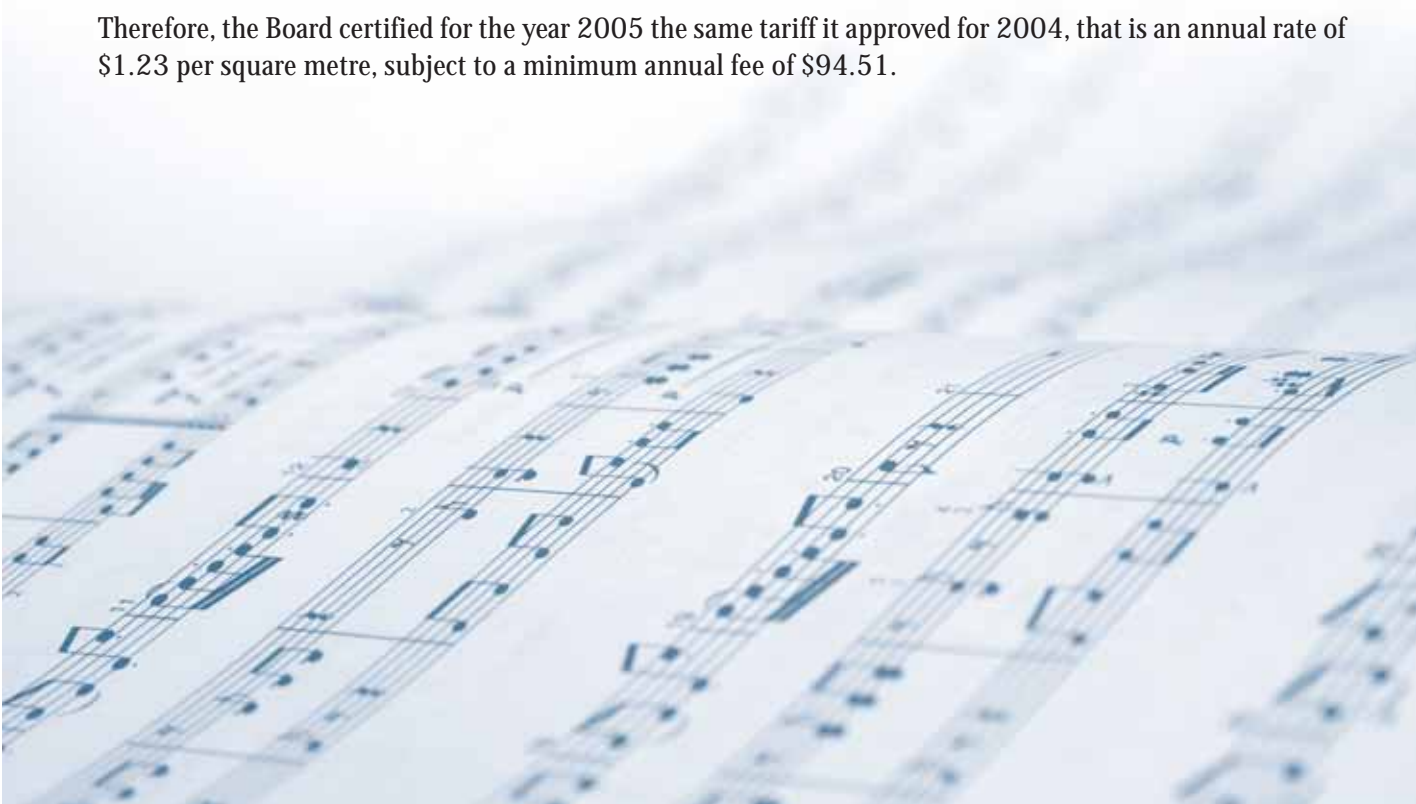 Therefore, the Board certified for the year 2005 the same tariff it approved for 2004, that is an annual rate of
$1.23 per square metre, subject to a minimum annual fee of $94.51.